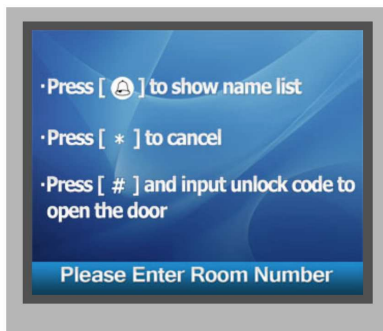 ·Press [ 🔔 ] to show name list
·Press [ * ] to cancel
·Press [ # ] and input unlock code to
open the door
Please Enter Room Number